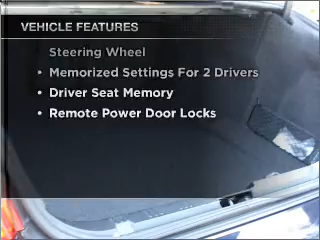 VEHICLE FEATURES
Steering Wheel
• Memorized Settings For 2 Drivers
• Driver Seat Memory
• Remote Power Door Locks